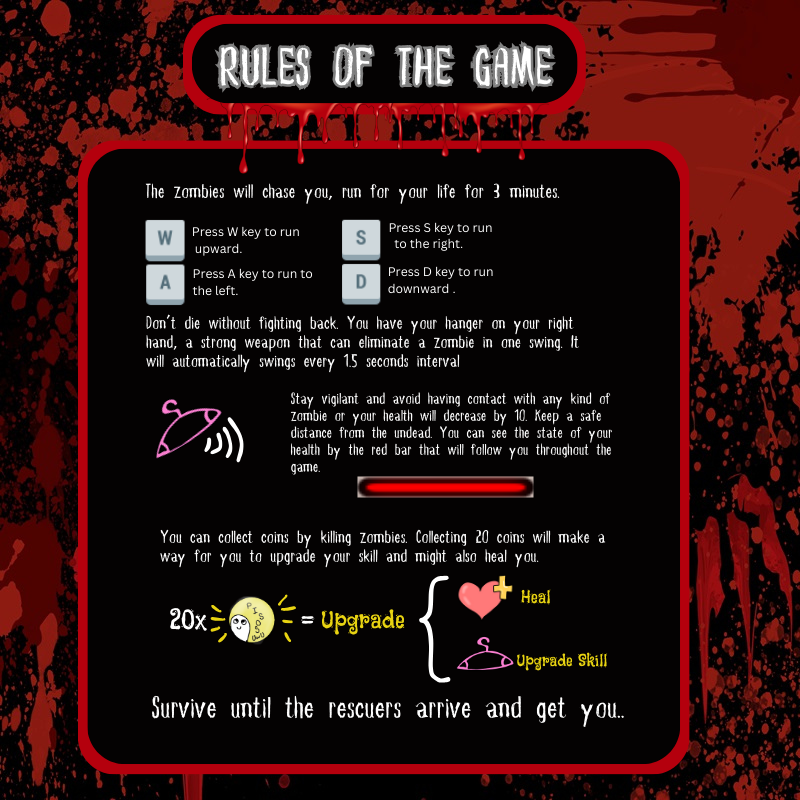 RULES OF THE GAME
The zombies will chase you, run for your life for 3 minutes.
W
Press W key to run
upward.
S
Press S key to run
to the right.
A
Press A key to run to
the left.
D
Press D key to run
downward .
Don't die without fighting back. You have your hanger on your right
hand, a strong weapon that can eliminate a zombie in one swing. It
will automatically swings every 1.5 seconds interval
Stay vigilant and avoid having contact with any kind of
zombie or your health will decrease by 10. Keep a safe
distance from the undead. You can see the state of your
health by the red bar that will follow you throughout the
game.
You can collect coins by killing zombies. Collecting 20 coins will make a
way for you to upgrade your skill and might also heal you.
20x = Upgrade
Heal
Upgrade Skill
Survive until the rescuers arrive and get you..